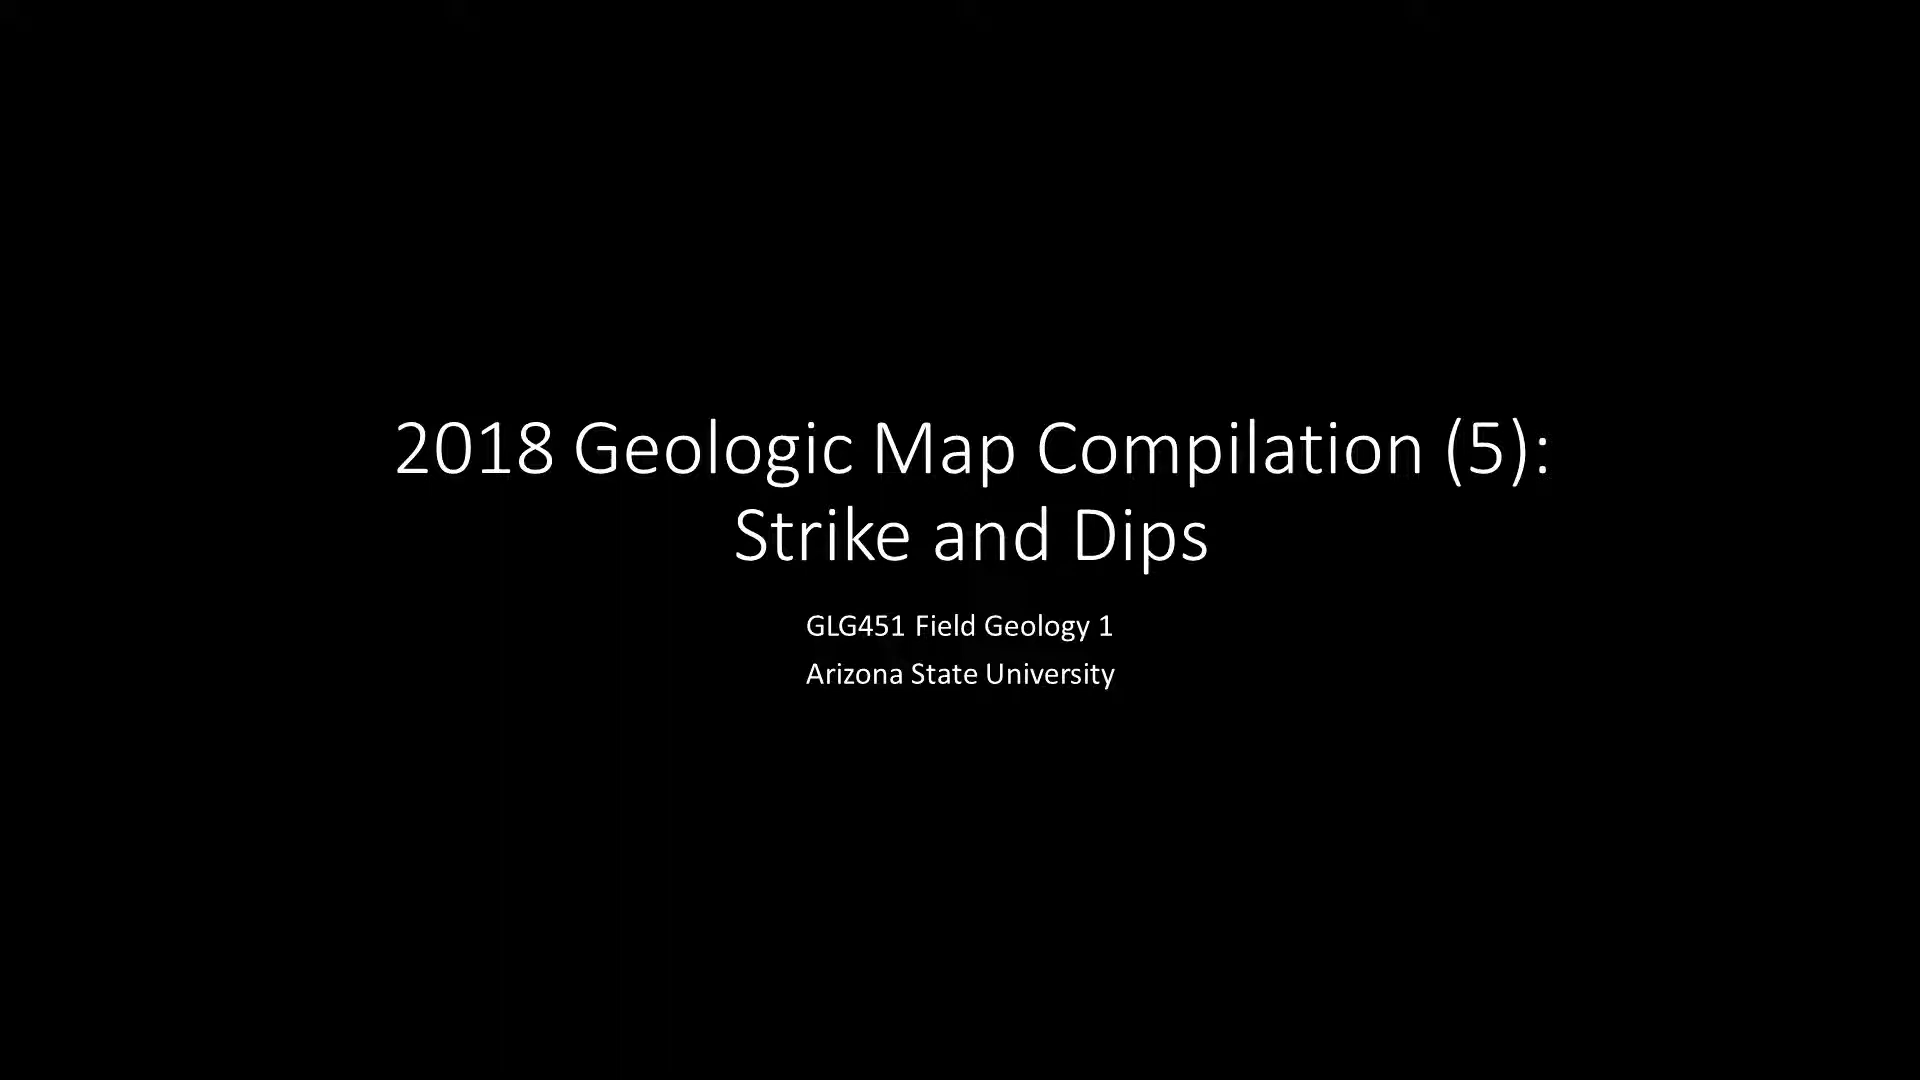 2018 Geologic Map Compilation (5):
Strike and Dips
GLG451 Field Geology 1
Arizona State University